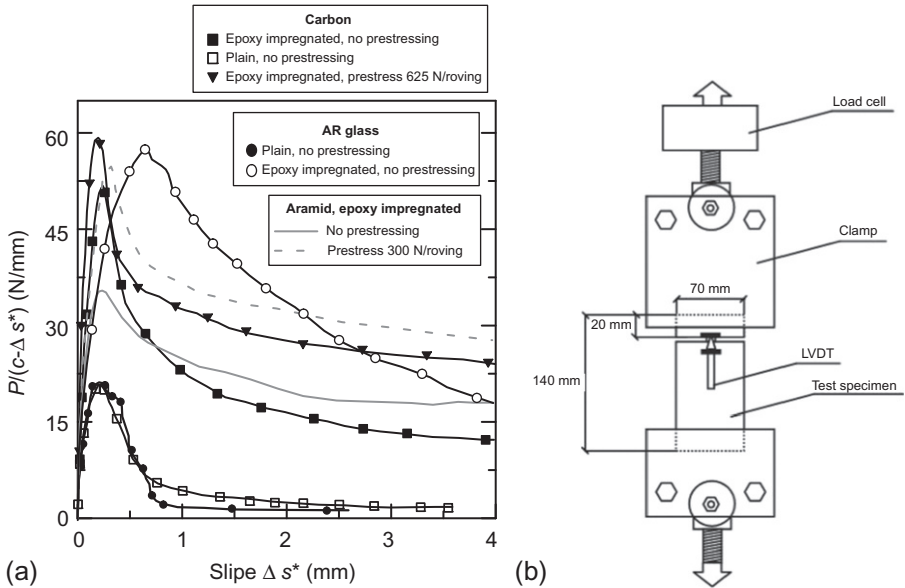 Carbon
Epoxy impregnated, no prestressing
Plain, no prestressing
Epoxy impregnated, prestress 625 N/roving
AR glass
Plain, no prestressing
Epoxy impregnated, no prestressing
Aramid, epoxy impregnated
No prestressing
Prestress 300 N/roving
60
45
30
15
0
P/(c-Δ s*) (N/mm)
0
1
2
3
4
Slipe Δ s* (mm)
(a)
Load cell
Clamp
70 mm
20 mm
LVDT
140 mm
Test specimen
(b)